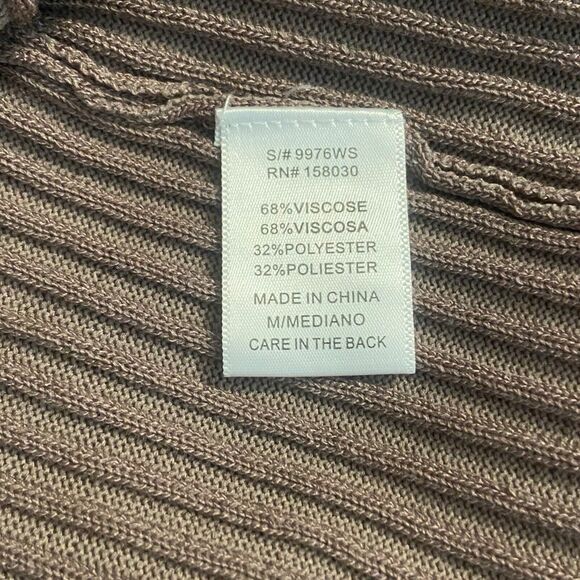 S/# 9976WS
RN# 158030
68%VISCOSE
68%VISCOSA
32%POLYESTER
32%POLIESTER
MADE IN CHINA
M/MEDIANO
CARE IN THE BACK